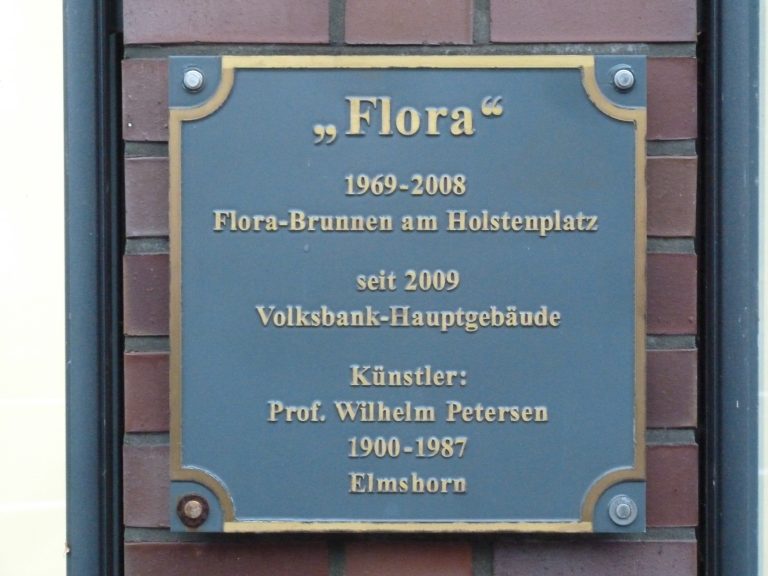 „Flora“
1969-2008
Flora-Brunnen am Holstenplatz
seit 2009
Volksbank-Hauptgebäude
Künstler:
Prof. Wilhelm Petersen
1900-1987
Elmshorn